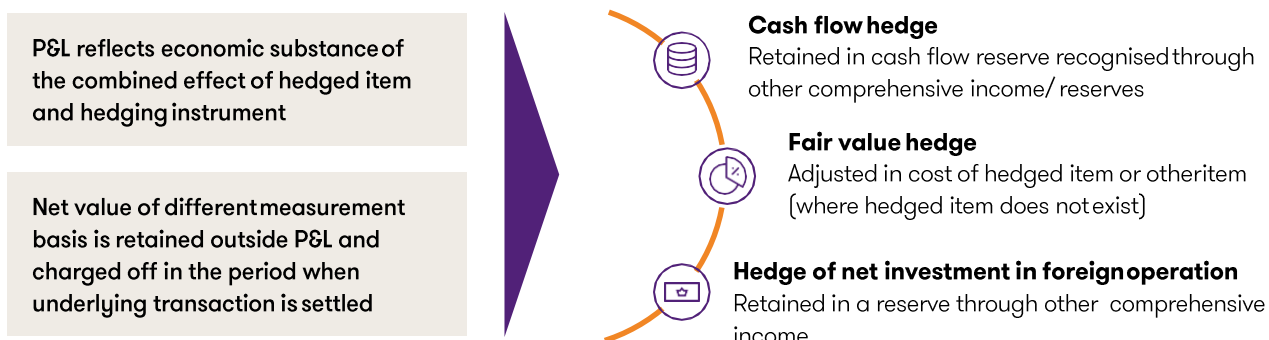 P&L reflects economic substance of
the combined effect of hedged item
and hedging instrument
Net value of different measurement
basis is retained outside P&L and
charged off in the period when
underlying transaction is settled
Cash flow hedge
Retained in cash flow reserve recognised through
other comprehensive income/ reserves
Fair value hedge
Adjusted in cost of hedged item or otheritem
(where hedged item does not exist)
Hedge of net investment in foreign operation
Retained in a reserve through other comprehensive
income